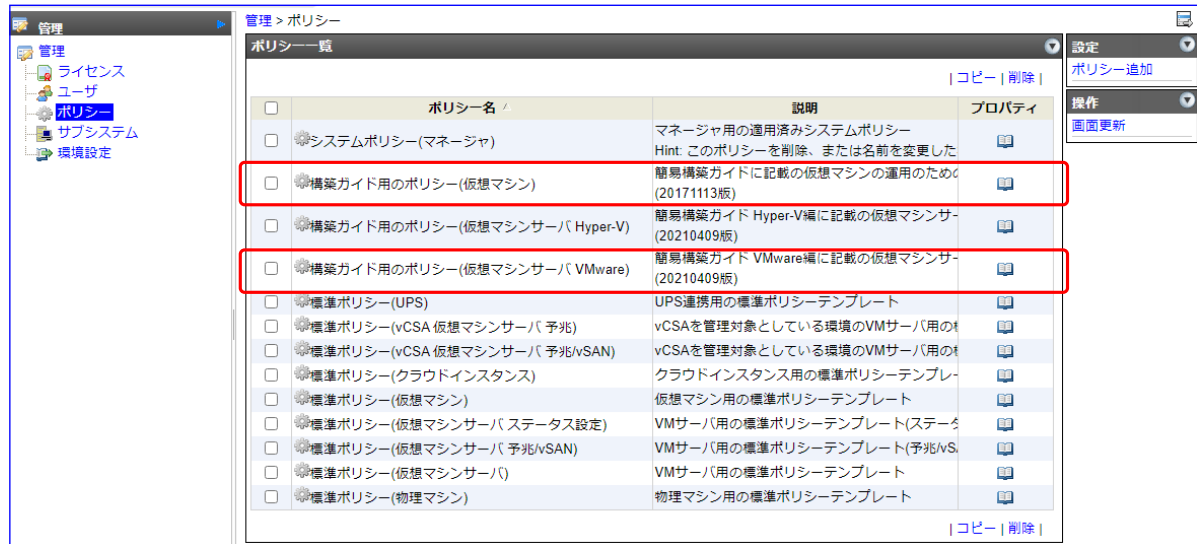 管理
管理
ライセンス
ユーザ
ポリシー
サブシステム
環境設定
管理 > ポリシー
ポリシー一覧
| コピー | 削除 |
ポリシー名 説明 プロパティ
システムポリシー(マネージャ) マネージャ用の適用済みシステムポリシー
Hint: このポリシーを削除、または名前を変更した
構築ガイド用のポリシー(仮想マシン) 簡易構築ガイドに記載の仮想マシンの運用のための
(20171113版)
構築ガイド用のポリシー(仮想マシンサーバ Hyper-V) 簡易構築ガイド Hyper-V編に記載の仮想マシンサー
(20210409版)
構築ガイド用のポリシー(仮想マシンサーバ VMware) 簡易構築ガイド VMware編に記載の仮想マシンサー
(20210409版)
標準ポリシー(UPS) UPS連携用の標準ポリシーテンプレート
標準ポリシー(vCSA 仮想マシンサーバ 予兆) vCSAを管理対象としている環境のVMサーバ用の
標準ポリシー(vCSA 仮想マシンサーバ 予兆/vSAN) vCSAを管理対象としている環境のVMサーバ用の
標準ポリシー(クラウドインスタンス) クラウドインスタンス用の標準ポリシーテンプレー
標準ポリシー(仮想マシン) 仮想マシン用の標準ポリシーテンプレート
標準ポリシー(仮想マシンサーバ ステータス設定) VMサーバ用の標準ポリシーテンプレート(ステータ
標準ポリシー(仮想マシンサーバ 予兆/vSAN) VMサーバ用の標準ポリシーテンプレート(予兆/vS
標準ポリシー(仮想マシンサーバ) VMサーバ用の標準ポリシーテンプレート
標準ポリシー(物理マシン) 物理マシン用の標準ポリシーテンプレート
| コピー | 削除 |
設定
ポリシー追加
操作
画面更新